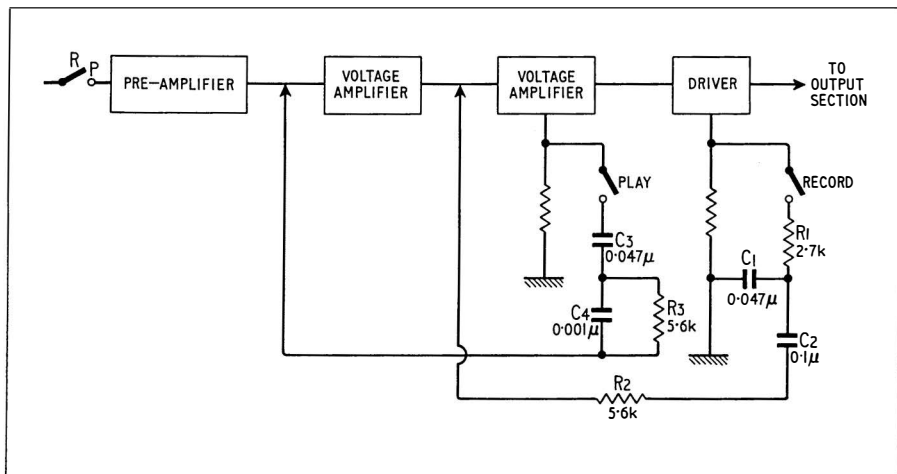 R
P
PRE–AMPLIFIER
VOLTAGE
AMPLIFIER
VOLTAGE
AMPLIFIER
DRIVER
TO
OUTPUT
SECTION
PLAY
RECORD
C3
0·047μ
R1
2·7k
C1
0·047μ
C4
0·001μ
R3
5·6k
C2
0·1μ
R2
5·6k